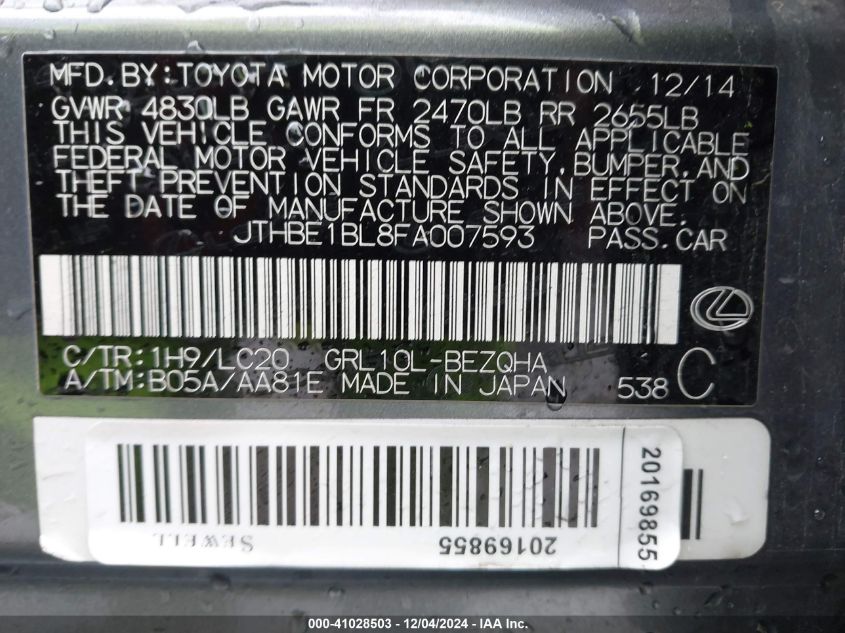 MFD. BY: TOYOTA MOTOR CORPORATION 12/14
GVWR 4830LB GAWR FR 2470LB RR 2655LB
THIS VEHICLE CONFORMS TO ALL APPLICABLE
FEDERAL MOTOR VEHICLE SAFETY, BUMPER, AND
THEFT PREVENTION STANDARDS IN EFFECT ON
THE DATE OF MANUFACTURE SHOWN ABOVE.
JTHBE1BL8FA007593 PASS. CAR
C/TR: 1H9/LC20 GRL10L-BEZQHA
A/TM: B05A/AA81E MADE IN JAPAN 538 C
20169855
SEWELL 20169855
000-41028503 - 12/04/2024 - IAA Inc.